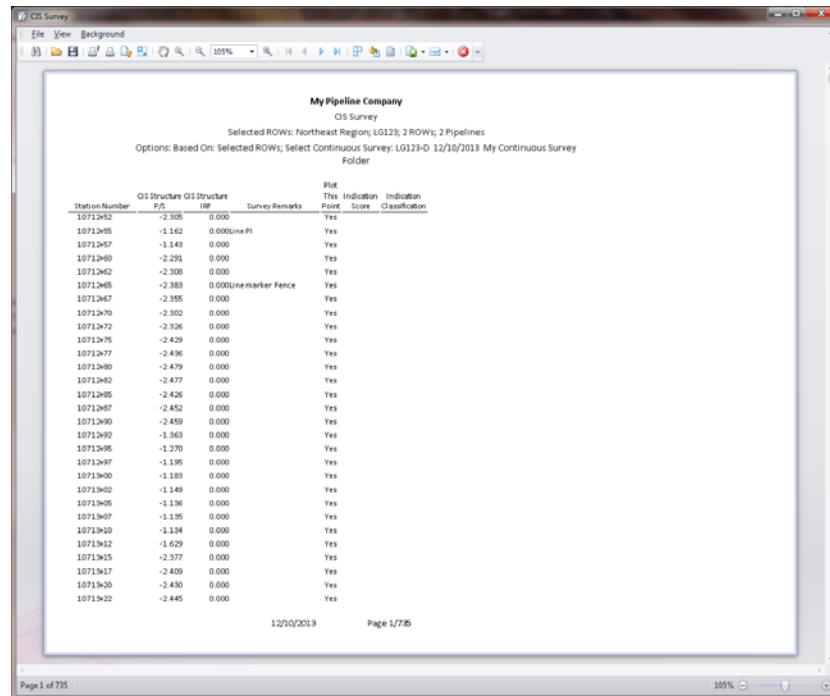 CIS Survey
File View Background
105%
My Pipeline Company
CIS Survey
Selected ROWs: Northeast Region; LG123; 2 ROWs; 2 Pipelines
Options: Based On: Selected ROWs; Select Continuous Survey: LG123-D 12/10/2013 My Continuous Survey
Folder
Station Number CIS Structure P/S CIS Structure IRF Survey Remarks Plot This Point Indication Score Indication Classification
10712+52 -2.305 0.000 Yes
10712+55 -1.162 0.000 Line PI Yes
10712+57 -1.143 0.000 Yes
10712+60 -2.291 0.000 Yes
10712+62 -2.308 0.000 Yes
10712+65 -2.383 0.000 Line marker Fence Yes
10712+67 -2.355 0.000 Yes
10712+70 -2.302 0.000 Yes
10712+72 -2.326 0.000 Yes
10712+75 -2.429 0.000 Yes
10712+77 -2.436 0.000 Yes
10712+80 -2.479 0.000 Yes
10712+82 -2.477 0.000 Yes
10712+85 -2.426 0.000 Yes
10712+87 -2.452 0.000 Yes
10712+90 -2.459 0.000 Yes
10712+92 -1.363 0.000 Yes
10712+95 -1.270 0.000 Yes
10712+97 -1.195 0.000 Yes
10713+00 -1.183 0.000 Yes
10713+02 -1.149 0.000 Yes
10713+05 -1.136 0.000 Yes
10713+07 -1.135 0.000 Yes
10713+10 -1.134 0.000 Yes
10713+12 -1.629 0.000 Yes
10713+15 -2.377 0.000 Yes
10713+17 -2.409 0.000 Yes
10713+20 -2.430 0.000 Yes
10713+22 -2.445 0.000 Yes
12/10/2013 Page 1/735
Page 1 of 735 105%